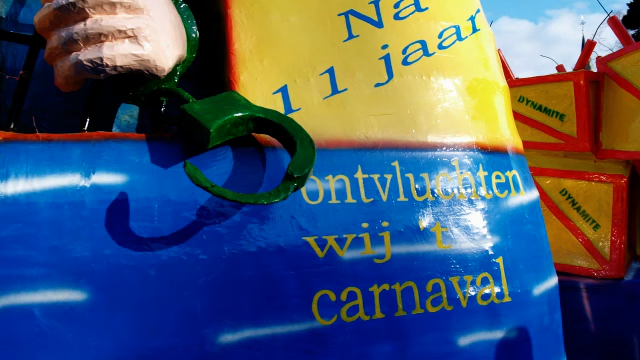 Na
11 jaar
ontvluchten
wij 't
carnaval
DYNAMITE
DYNAMITE